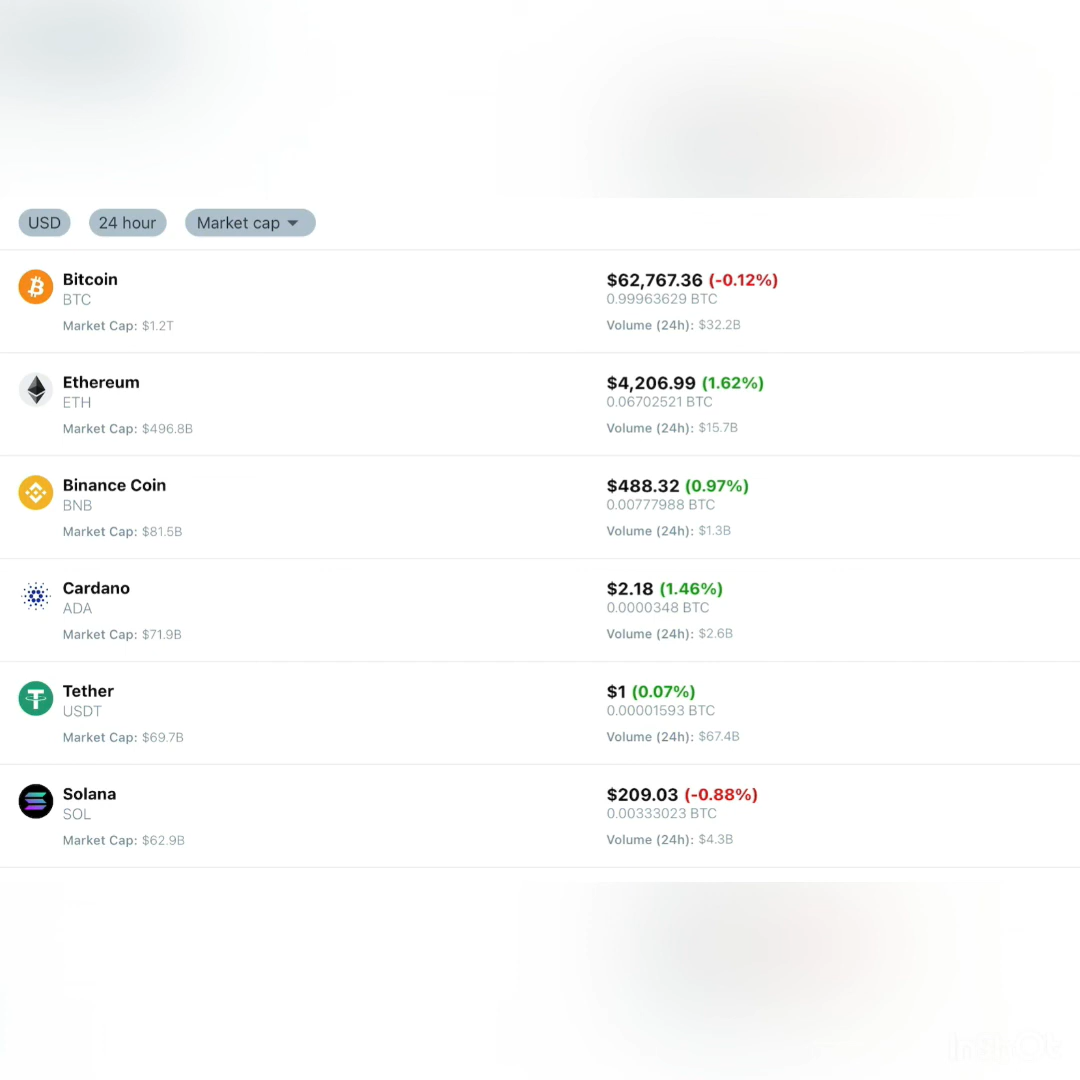 USD 24 hour Market cap
Bitcoin
BTC
Market Cap: $1.2T
$62,767.36 (-0.12%)
0.99963629 BTC
Volume (24h): $32.2B
Ethereum
ETH
Market Cap: $496.8B
$4,206.99 (1.62%)
0.06702521 BTC
Volume (24h): $15.7B
Binance Coin
BNB
Market Cap: $81.5B
$488.32 (0.97%)
0.00777988 BTC
Volume (24h): $1.3B
Cardano
ADA
Market Cap: $71.9B
$2.18 (1.46%)
0.0000348 BTC
Volume (24h): $2.6B
Tether
USDT
Market Cap: $69.7B
$1 (0.07%)
0.00001593 BTC
Volume (24h): $67.4B
Solana
SOL
Market Cap: $62.9B
$209.03 (-0.88%)
0.00333023 BTC
Volume (24h): $4.3B